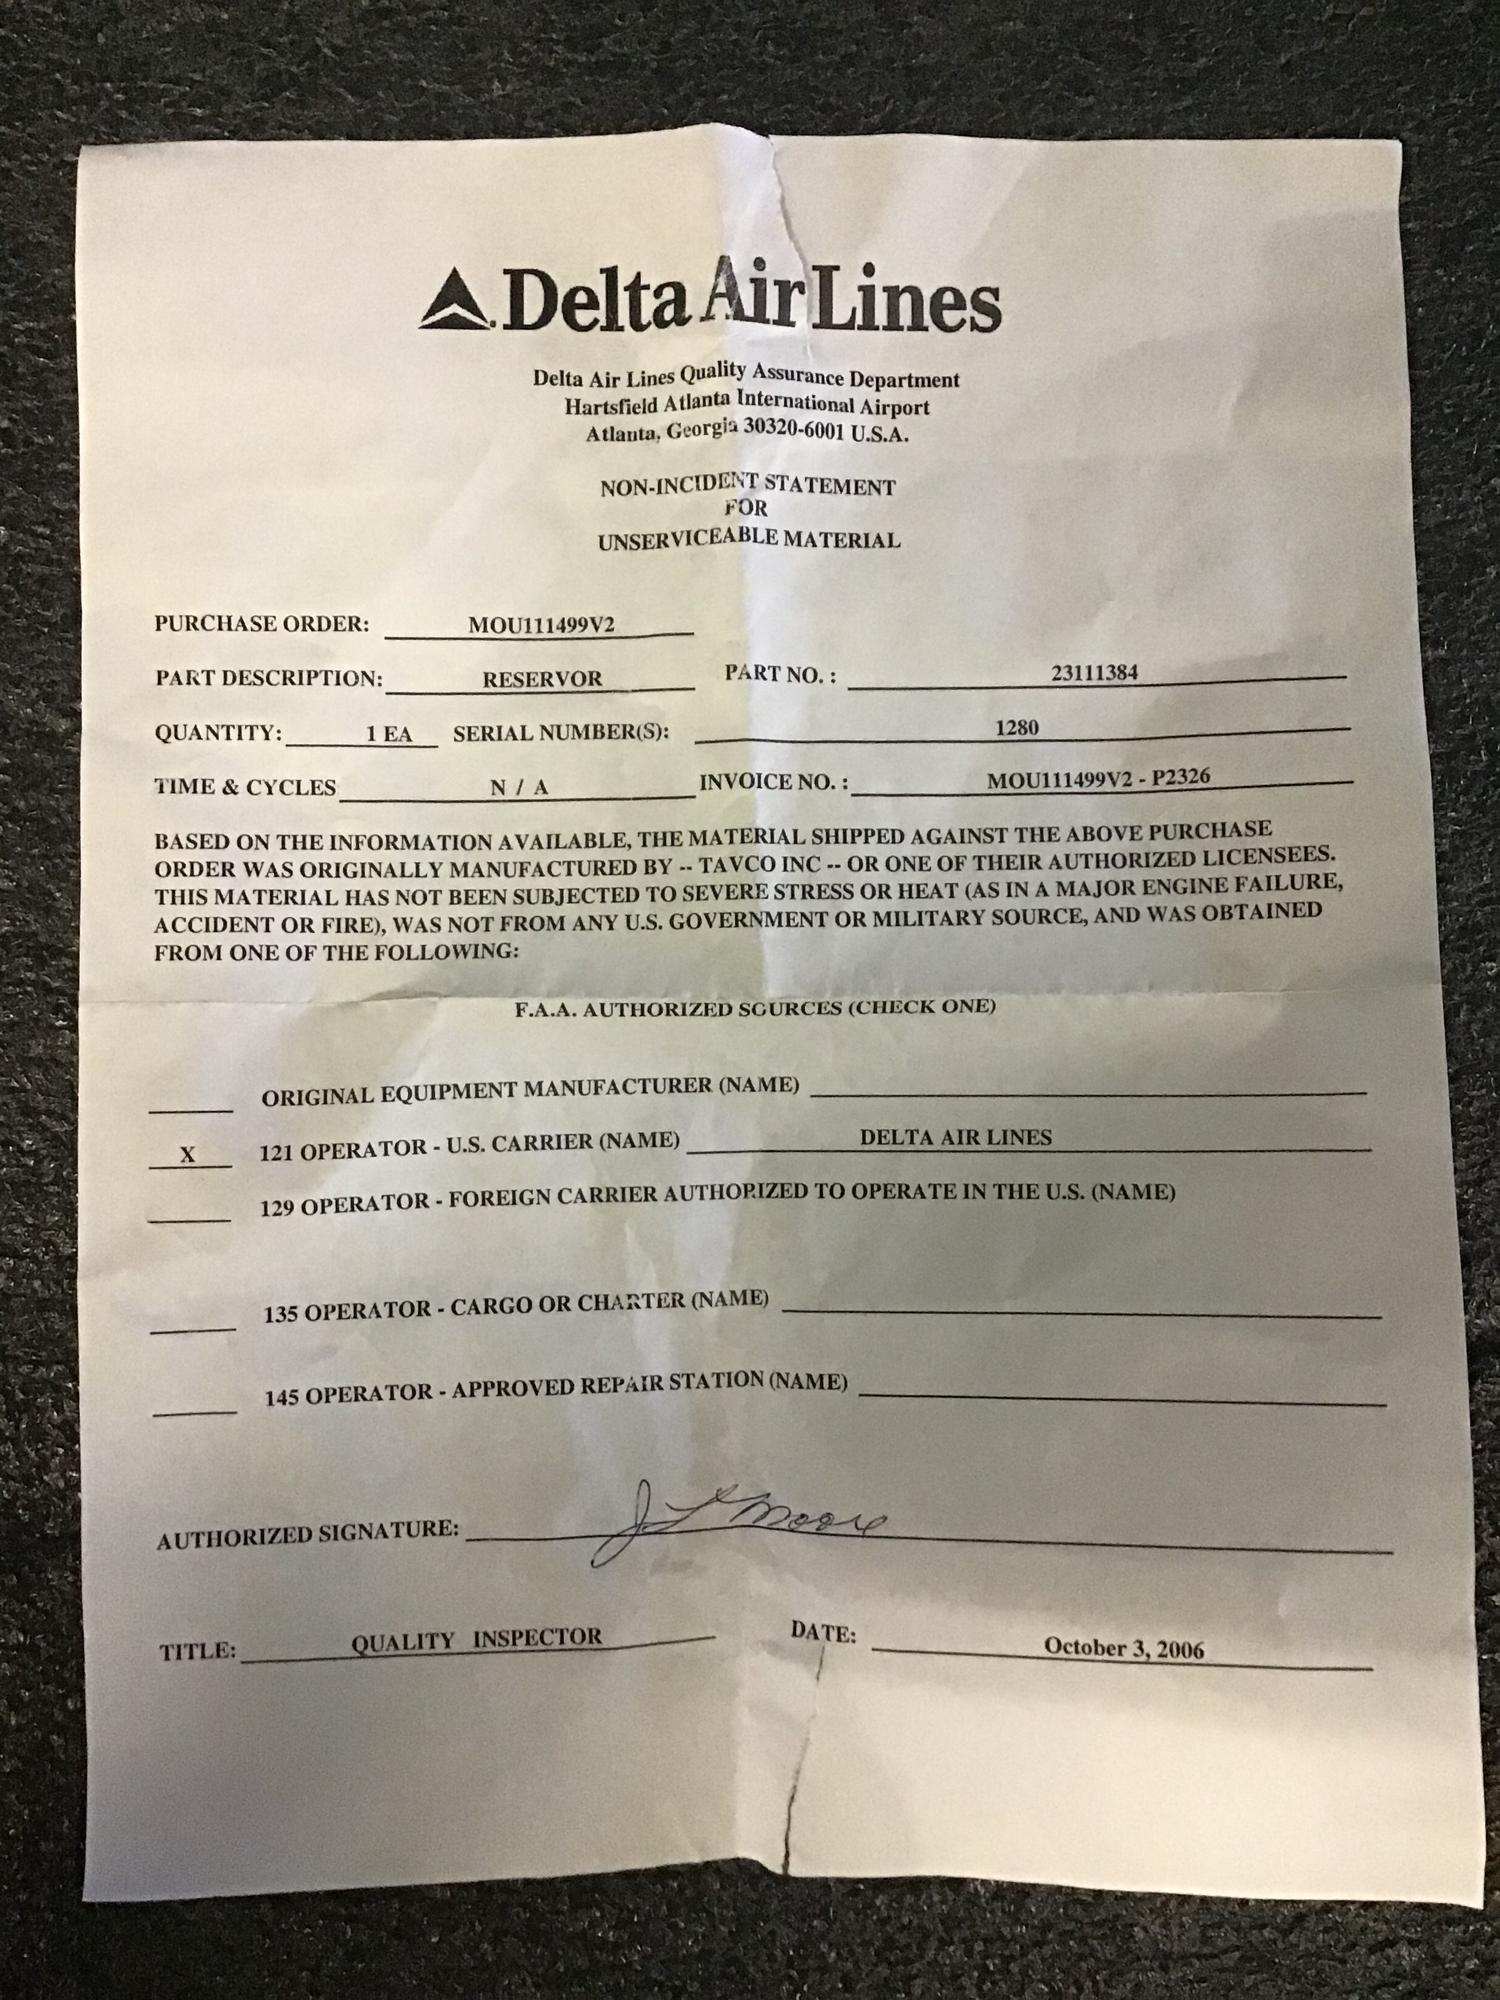 Delta Air Lines
Delta Air Lines Quality Assurance Department
Hartsfield Atlanta International Airport
Atlanta, Georgia 30320-6001 U.S.A.
NON-INCIDENT STATEMENT
FOR
UNSERVICEABLE MATERIAL
PURCHASE ORDER: MOU111499V2
PART DESCRIPTION: RESERVOR PART NO. : 23111384
QUANTITY: 1 EA SERIAL NUMBER(S): 1280
TIME & CYCLES N / A INVOICE NO. : MOU111499V2 - P2326
BASED ON THE INFORMATION AVAILABLE, THE MATERIAL SHIPPED AGAINST THE ABOVE PURCHASE
ORDER WAS ORIGINALLY MANUFACTURED BY -- TAVCO INC -- OR ONE OF THEIR AUTHORIZED LICENSEES.
THIS MATERIAL HAS NOT BEEN SUBJECTED TO SEVERE STRESS OR HEAT (AS IN A MAJOR ENGINE FAILURE,
ACCIDENT OR FIRE), WAS NOT FROM ANY U.S. GOVERNMENT OR MILITARY SOURCE, AND WAS OBTAINED
FROM ONE OF THE FOLLOWING:
F.A.A. AUTHORIZED SOURCES (CHECK ONE)
ORIGINAL EQUIPMENT MANUFACTURER (NAME)
X 121 OPERATOR - U.S. CARRIER (NAME) DELTA AIR LINES
129 OPERATOR - FOREIGN CARRIER AUTHORIZED TO OPERATE IN THE U.S. (NAME)
135 OPERATOR - CARGO OR CHARTER (NAME)
145 OPERATOR - APPROVED REPAIR STATION (NAME)
AUTHORIZED SIGNATURE: J L Moore
TITLE: QUALITY INSPECTOR DATE: October 3, 2006